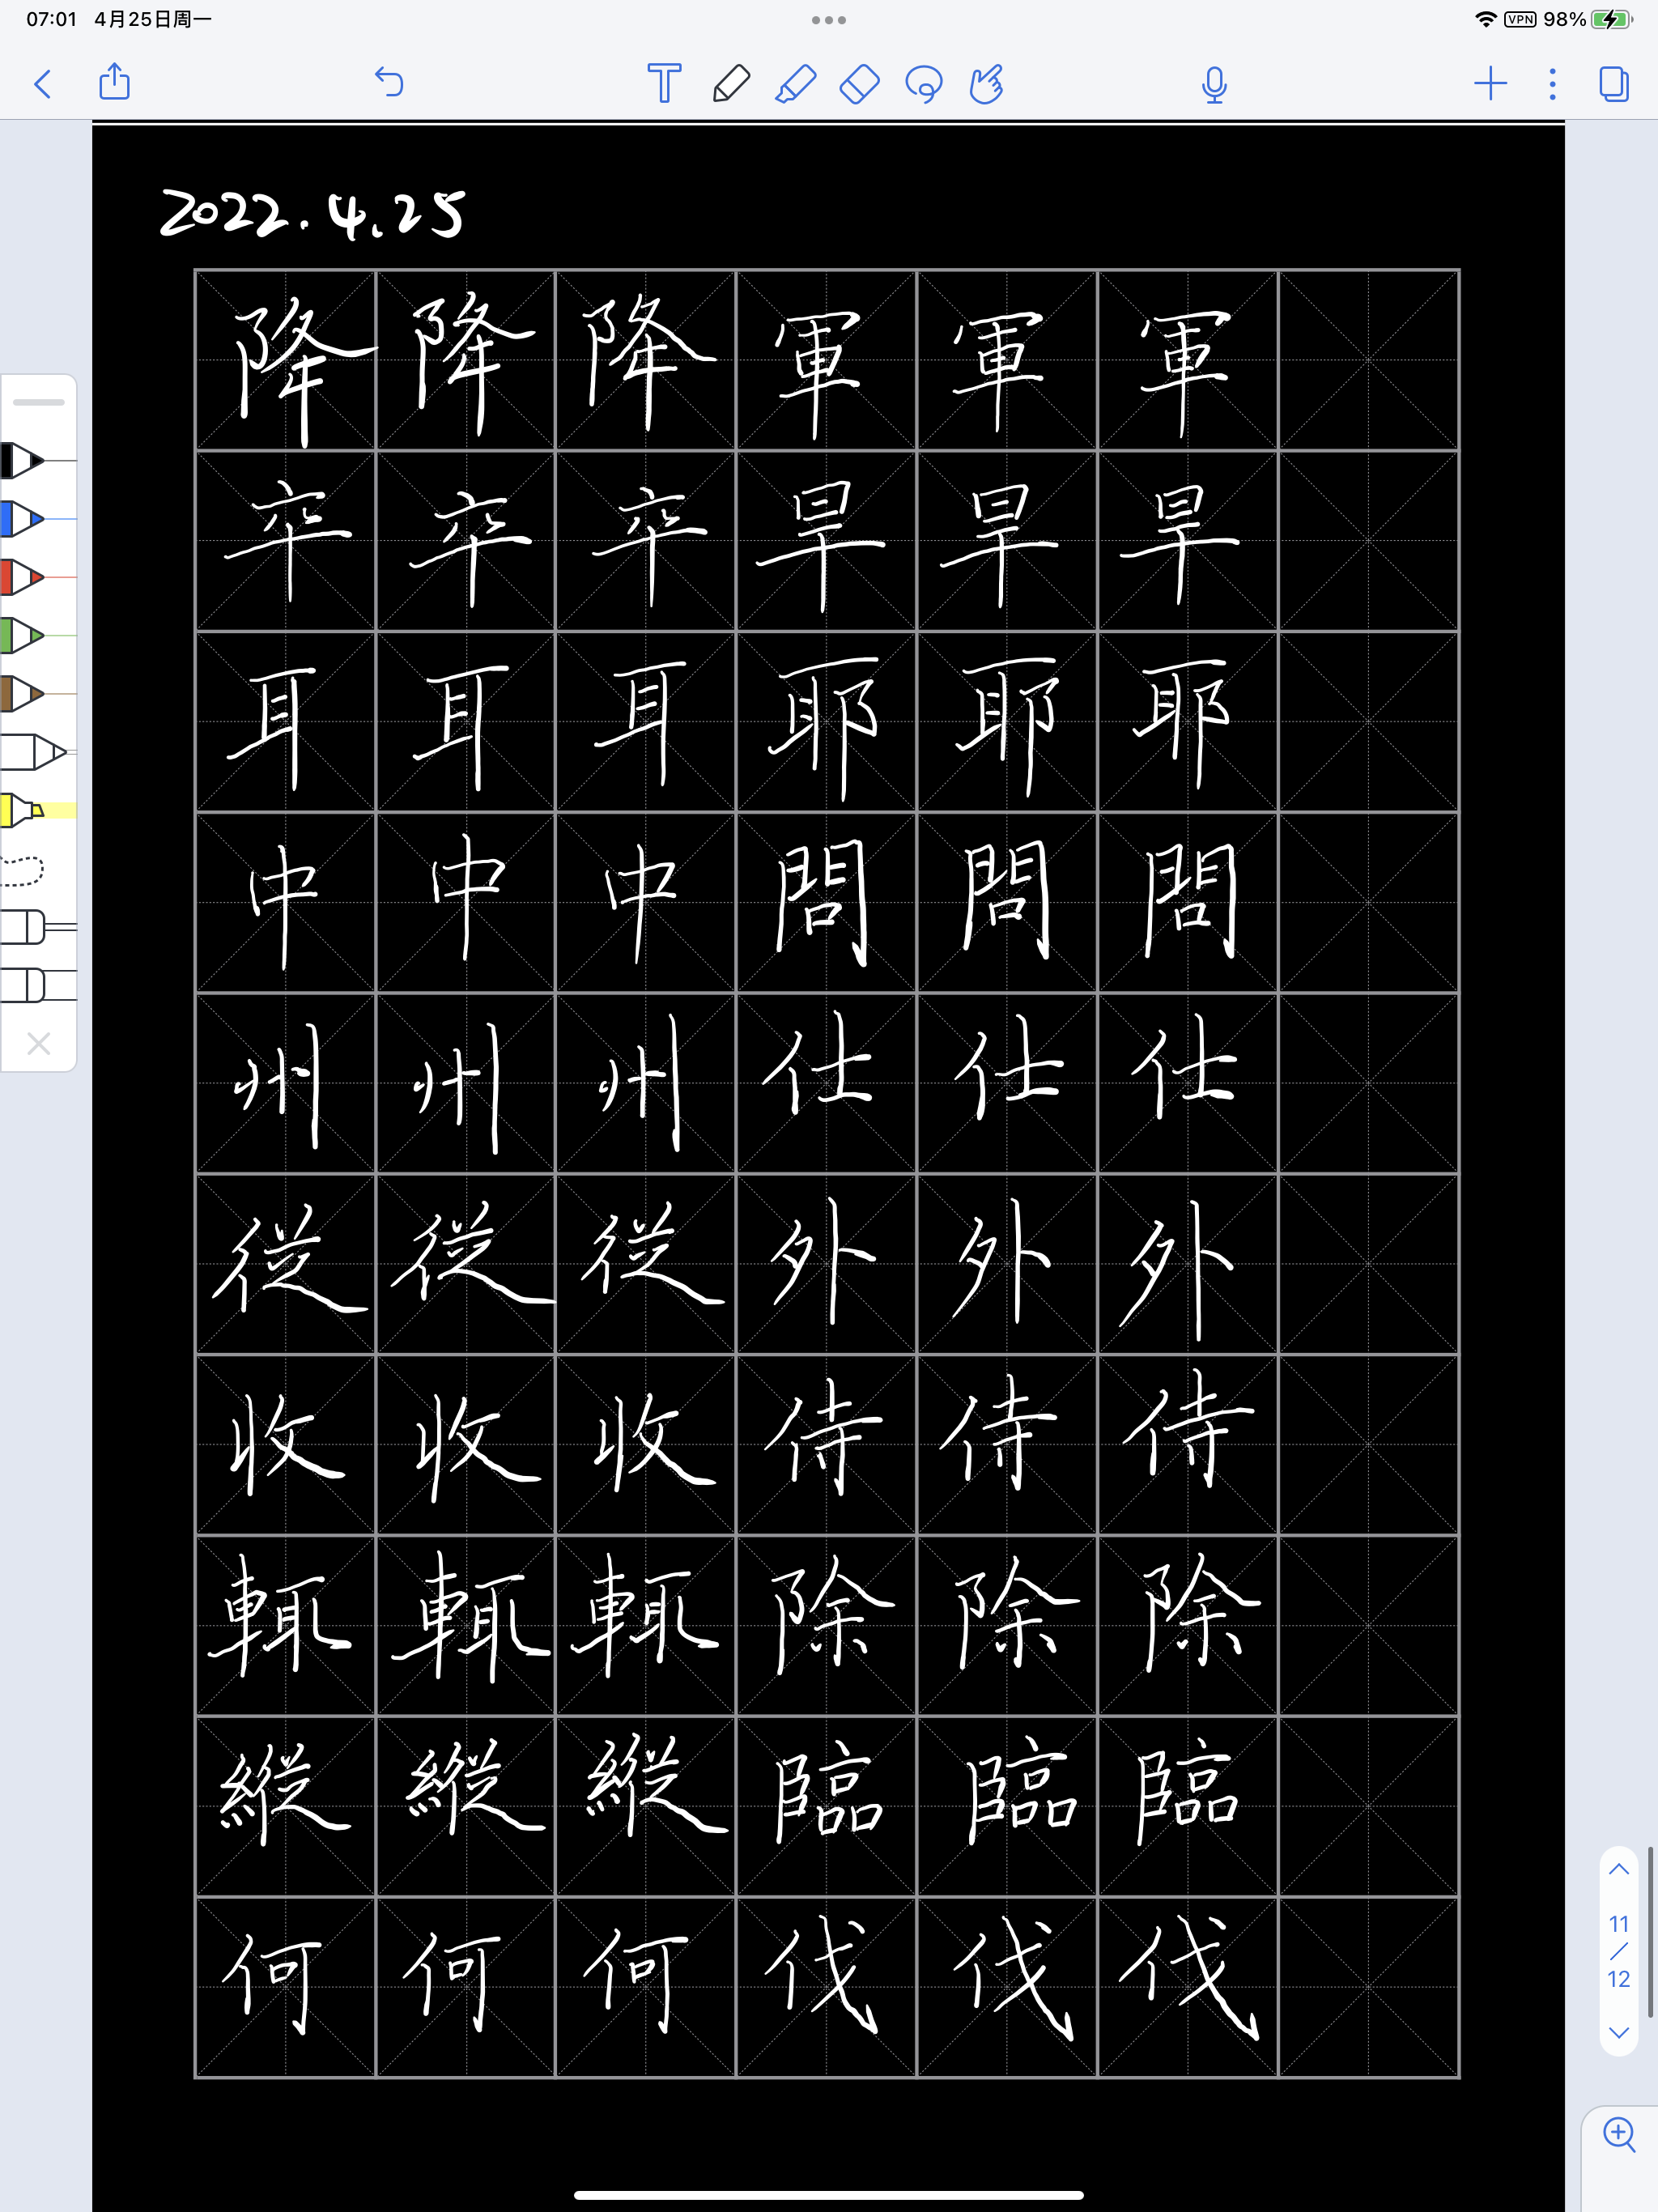 07:01 4月25日周一
VPN 98%
2022.4.25
降降降軍軍軍
卒卒卒旱旱旱
耳耳耳耶耶耶
中中中問問問
州州州仕仕仕
從從從外外外
收收收侍侍侍
輒輒輒除除除
縱縱縱臨臨臨
何何何伐伐伐
11
12